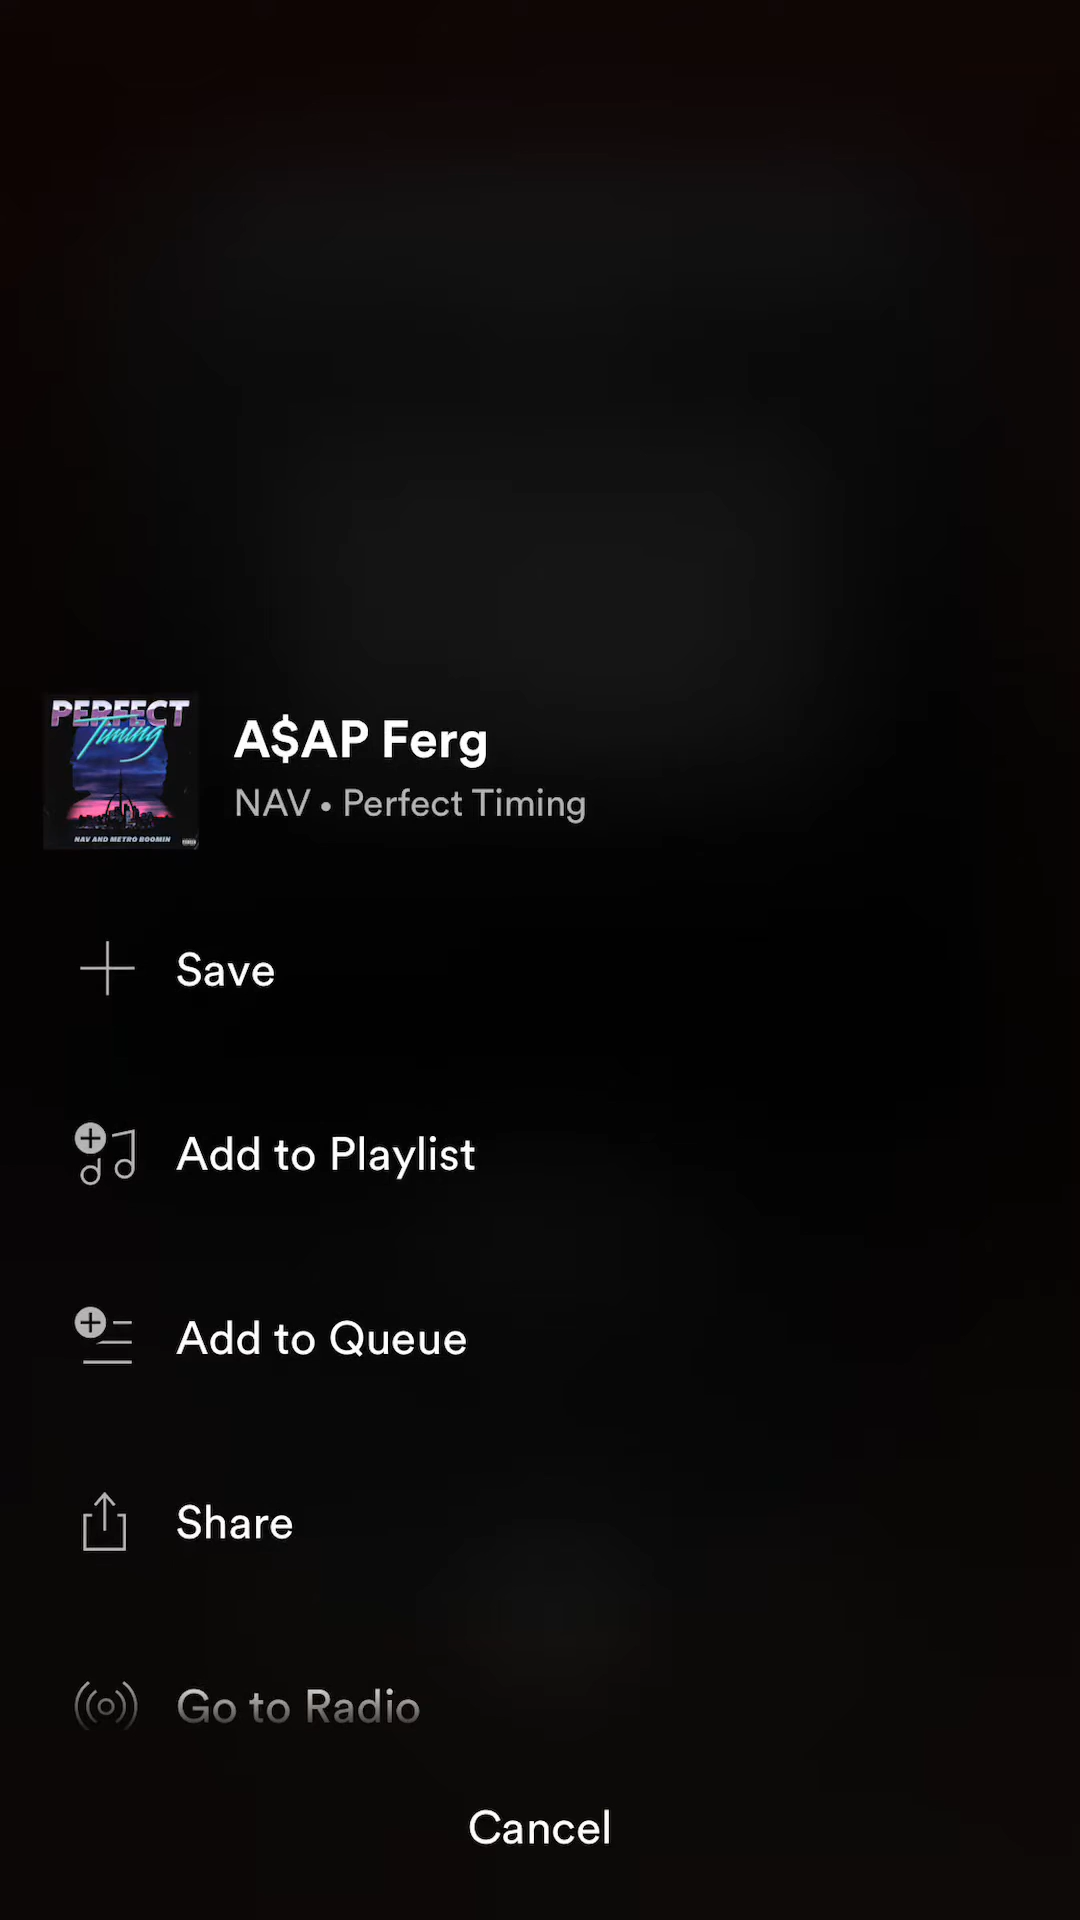 PERFECT
Timing
NAV AND METRO BOOMIN
A$AP Ferg
NAV • Perfect Timing
Save
Add to Playlist
Add to Queue
Share
Go to Radio
Cancel